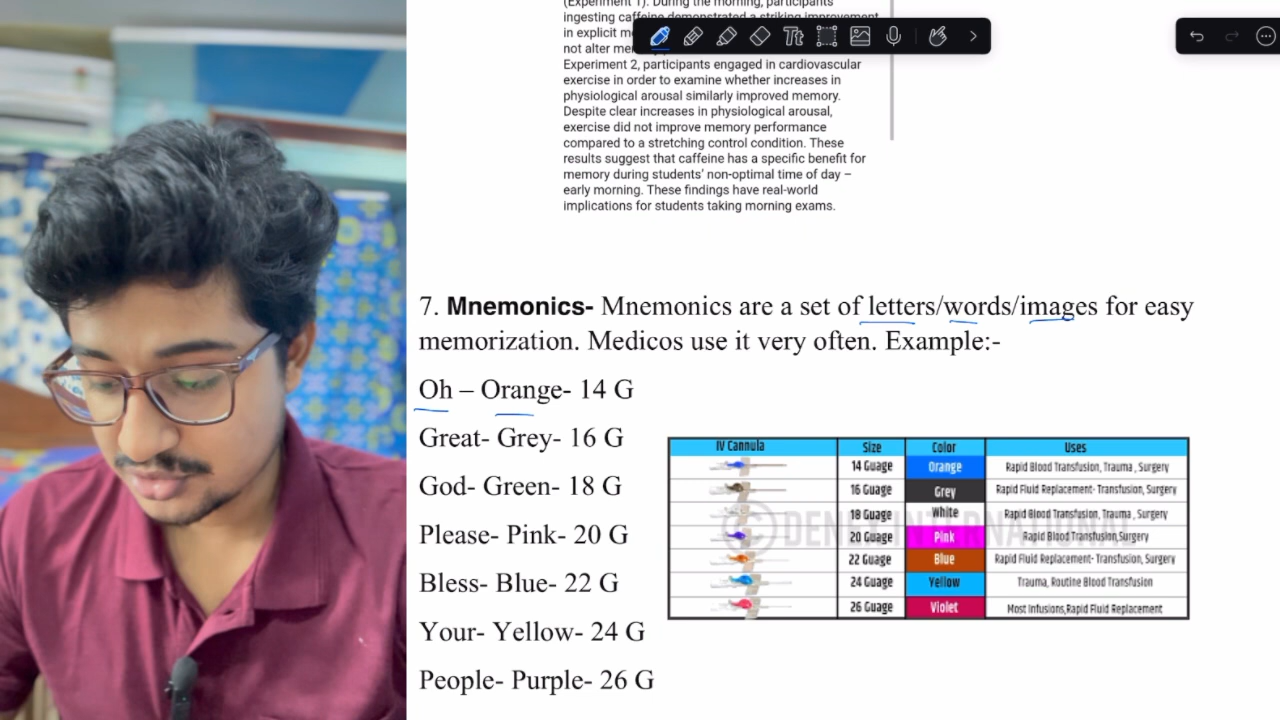 (Experiment 1). During the morning, participants
ingesting caffeine demonstrated a striking improvement
in explicit
not alter
Experiment 2, participants engaged in cardiovascular
exercise in order to examine whether increases in
physiological arousal similarly improved memory.
Despite clear increases in physiological arousal,
exercise did not improve memory performance
compared to a stretching control condition. These
results suggest that caffeine has a specific benefit for
memory during students’ non-optimal time of day –
early morning. These findings have real-world
implications for students taking morning exams.
7. Mnemonics- Mnemonics are a set of letters/words/images for easy
memorization. Medicos use it very often. Example:-
Oh – Orange- 14 G
Great- Grey- 16 G
God- Green- 18 G
Please- Pink- 20 G
Bless- Blue- 22 G
Your- Yellow- 24 G
People- Purple- 26 G
IV Cannula Size Color Uses
14 Guage Orange Rapid Blood Transfusion, Trauma , Surgery
16 Guage Grey Rapid Fluid Replacement- Transfusion, Surgery
18 Guage White Rapid Blood Transfusion, Trauma , Surgery
20 Guage Pink Rapid Blood Transfusion,Surgery
22 Guage Blue Rapid Fluid Replacement- Transfusion, Surgery
24 Guage Yellow Trauma, Routine Blood Transfusion
26 Guage Violet Most Infusions,Rapid Fluid Replacement
Tt